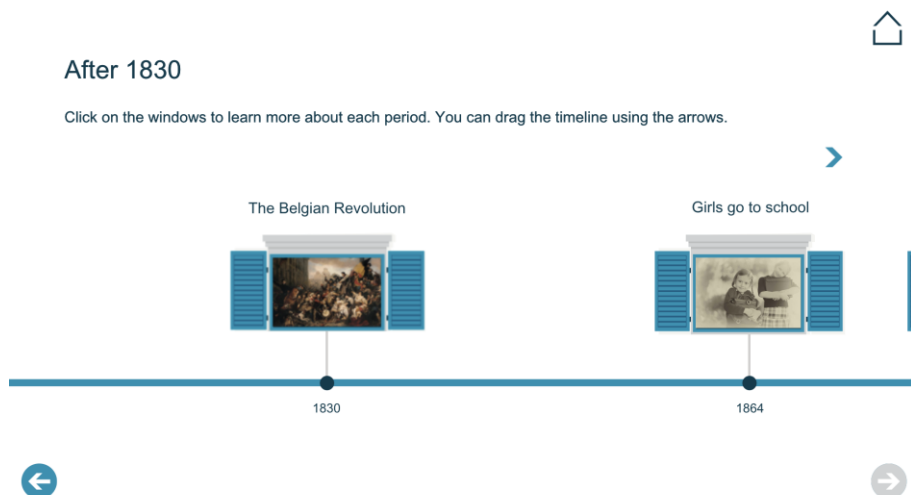 After 1830
Click on the windows to learn more about each period. You can drag the timeline using the arrows.
The Belgian Revolution
Girls go to school
1830
1864